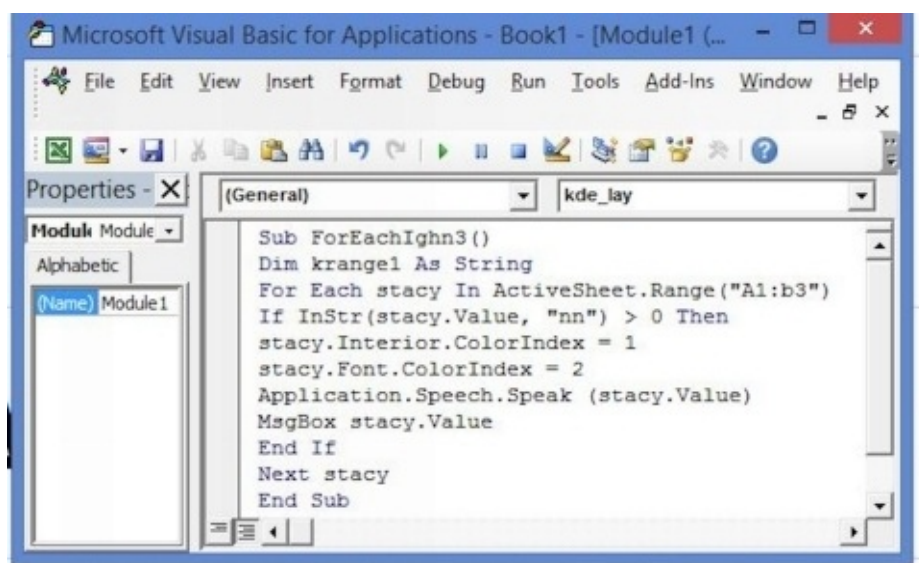 Microsoft Visual Basic for Applications - Book1 - [Module1 (...
File Edit View Insert Format Debug Run Tools Add-Ins Window Help
Properties -
(General) kde_lay
Module Module
Alphabetic
(Name) Module1
Sub ForEachIghn3()
Dim krange1 As String
For Each stacy In ActiveSheet.Range("A1:b3")
If InStr(stacy.Value, "nn") > 0 Then
stacy.Interior.ColorIndex = 1
stacy.Font.ColorIndex = 2
Application.Speech.Speak (stacy.Value)
MsgBox stacy.Value
End If
Next stacy
End Sub